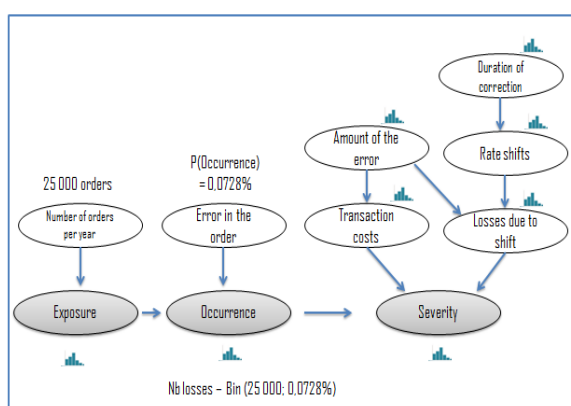 Duration of
correction
Amount of the
error
Rate shifts
P(Occurrence)
= 0,0728%
25 000 orders
Number of orders
per year
Error in the
order
Transaction
costs
Losses due to
shift
Exposure
Occurrence
Severity
Nb losses – Bin (25 000; 0,0728%)